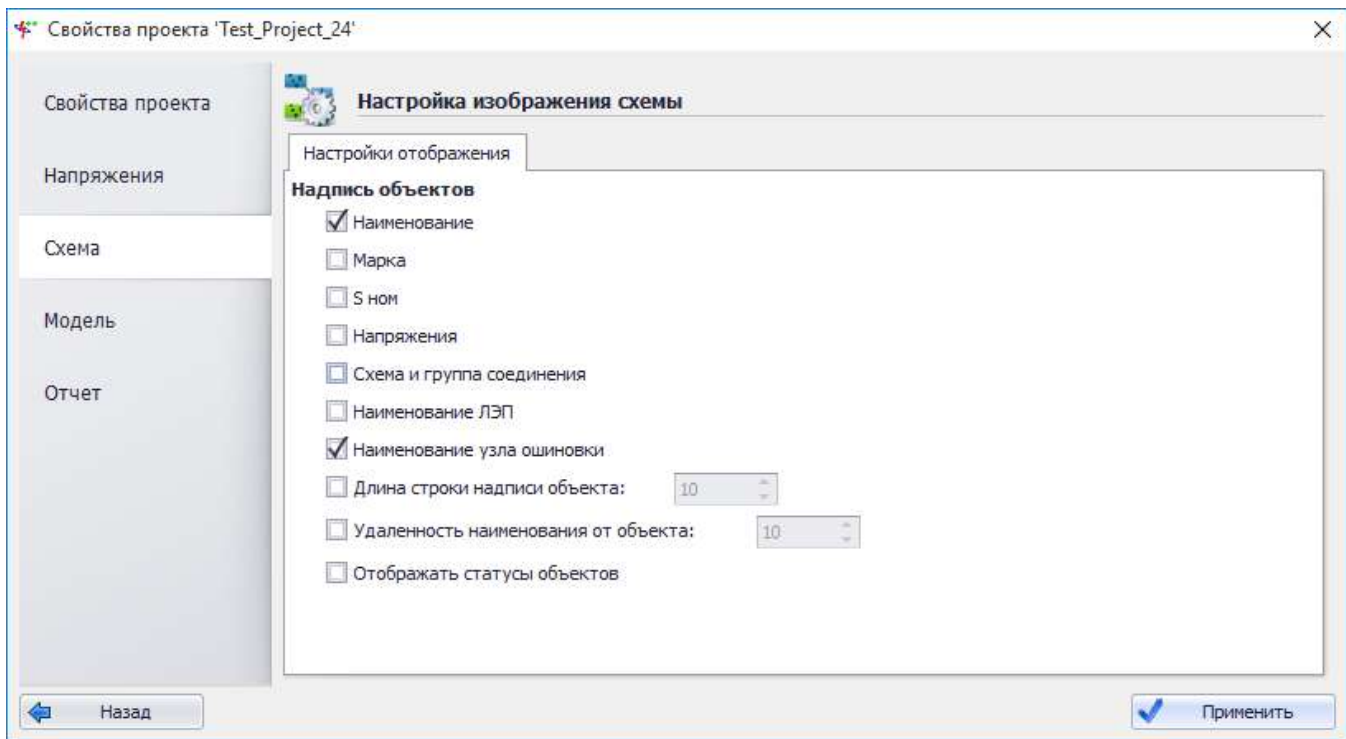 Свойства проекта 'Test_Project_24'
Свойства проекта
Напряжения
Схема
Модель
Отчет
Настройка изображения схемы
Настройки отображения
Надпись объектов
Наименование
Марка
S ном
Напряжения
Схема и группа соединения
Наименование ЛЭП
Наименование узла ошиновки
Длина строки надписи объекта: 10
Удаленность наименования от объекта: 10
Отображать статусы объектов
Назад
Применить